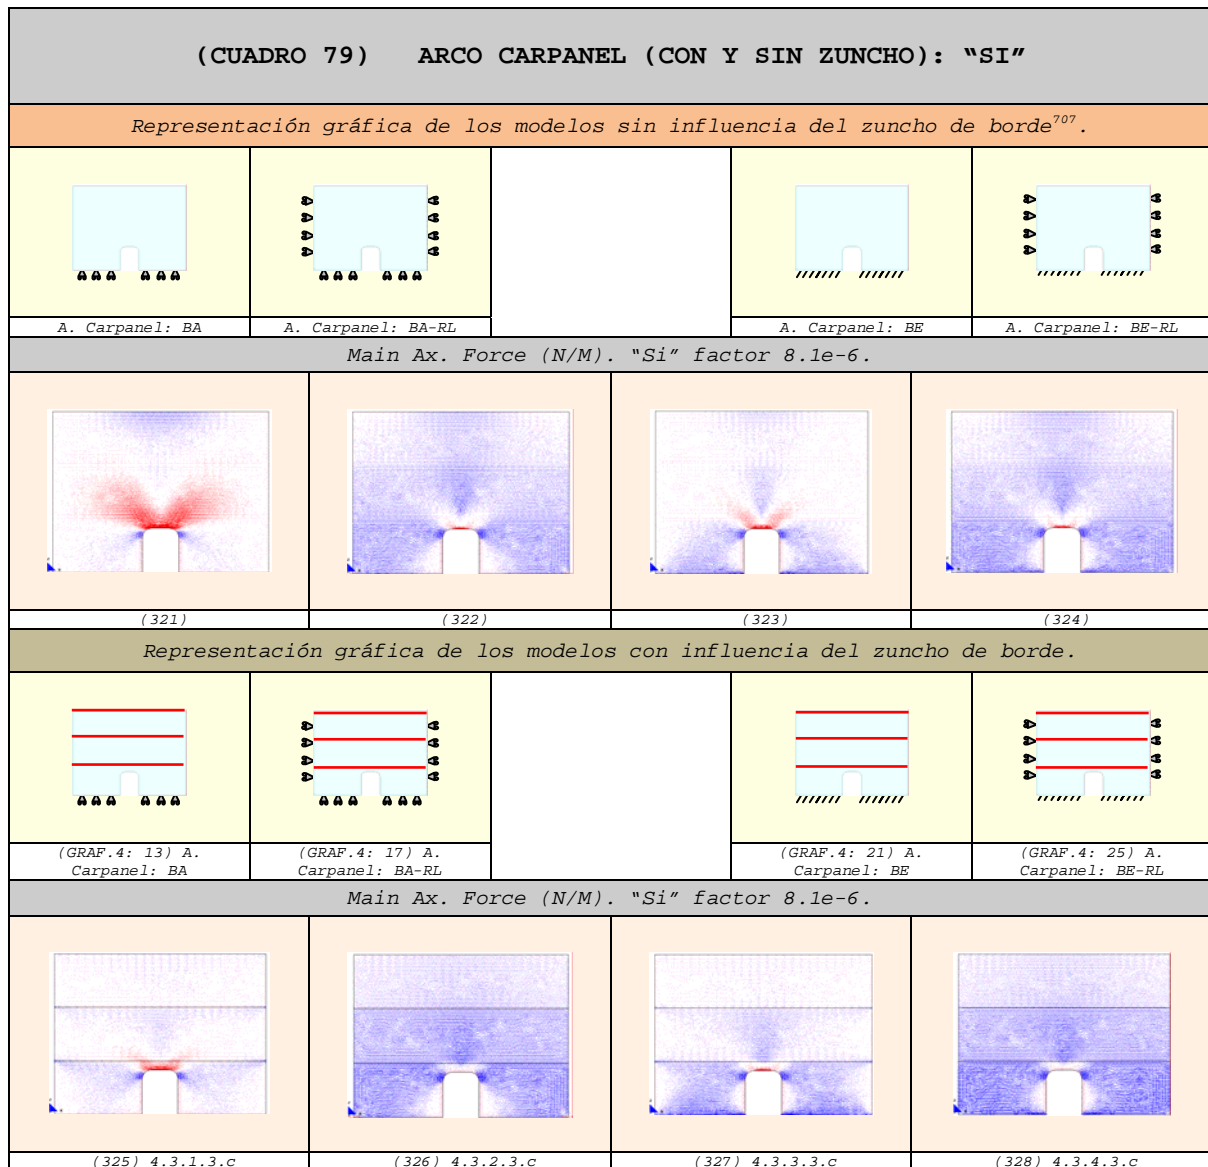 (CUADRO 79) ARCO CARPANEL (CON Y SIN ZUNCHO): “SI”
Representación gráfica de los modelos sin influencia del zuncho de borde707.
A. Carpanel: BA
A. Carpanel: BA-RL
A. Carpanel: BE
A. Carpanel: BE-RL
Main Ax. Force (N/M). “Si” factor 8.1e-6.
(321)
(322)
(323)
(324)
Representación gráfica de los modelos con influencia del zuncho de borde.
(GRAF.4: 13) A.
Carpanel: BA
(GRAF.4: 17) A.
Carpanel: BA-RL
(GRAF.4: 21) A.
Carpanel: BE
(GRAF.4: 25) A.
Carpanel: BE-RL
Main Ax. Force (N/M). “Si” factor 8.1e-6.
(325) 4.3.1.3.c
(326) 4.3.2.3.c
(327) 4.3.3.3.c
(328) 4.3.4.3.c